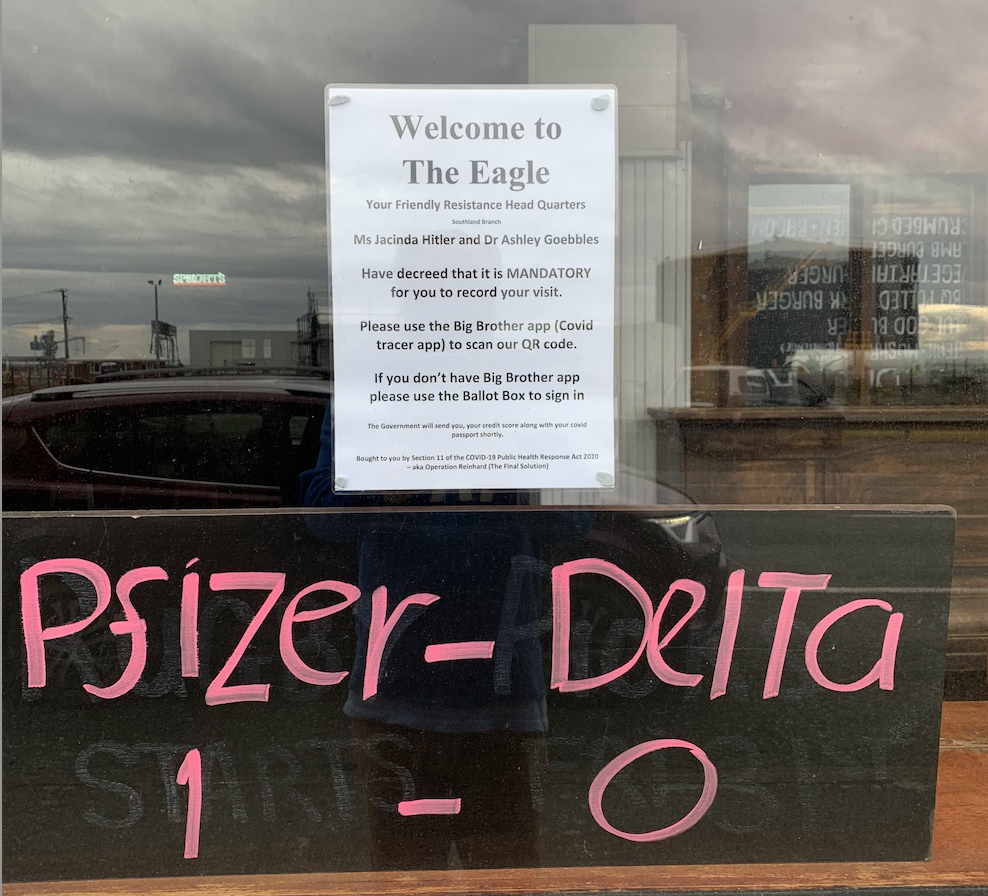 Welcome to
The Eagle
Your Friendly Resistance Head Quarters
Southland Branch
Ms Jacinda Hitler and Dr Ashley Goebbles
Have decreed that it is MANDATORY
for you to record your visit.
Please use the Big Brother app (Covid
tracer app) to scan our QR code.
If you don't have Big Brother app
please use the Ballot Box to sign in
The Government will send you, your credit score along with your covid
passport shortly.
Bought to you by Section 11 of the COVID-19 Public Health Response Act 2020
– aka Operation Reinhard (The Final Solution)
SPEIGHT'S
Pfizer - Delta
1 - 0
STARTS